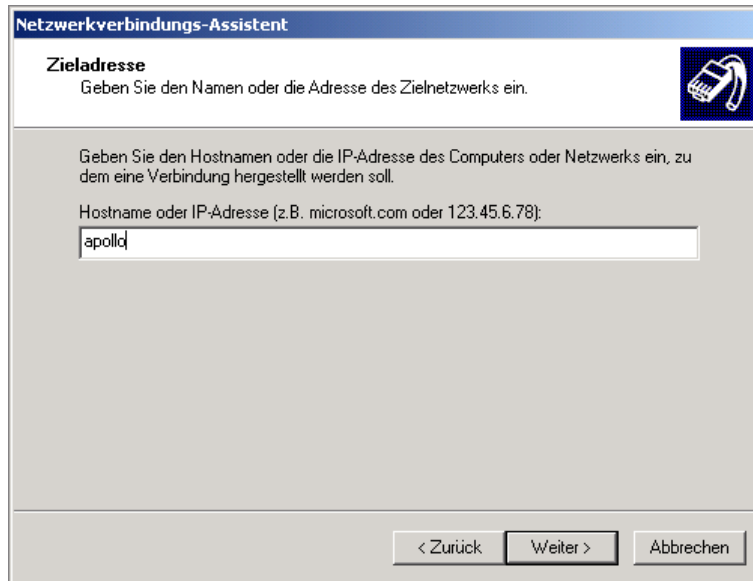 Netzwerkverbindungs-Assistent
Zieladresse
Geben Sie den Namen oder die Adresse des Zielnetzwerks ein.
Geben Sie den Hostnamen oder die IP-Adresse des Computers oder Netzwerks ein, zu
dem eine Verbindung hergestellt werden soll.
Hostname oder IP-Adresse (z.B. microsoft.com oder 123.45.6.78):
apollo
< Zurück Weiter > Abbrechen